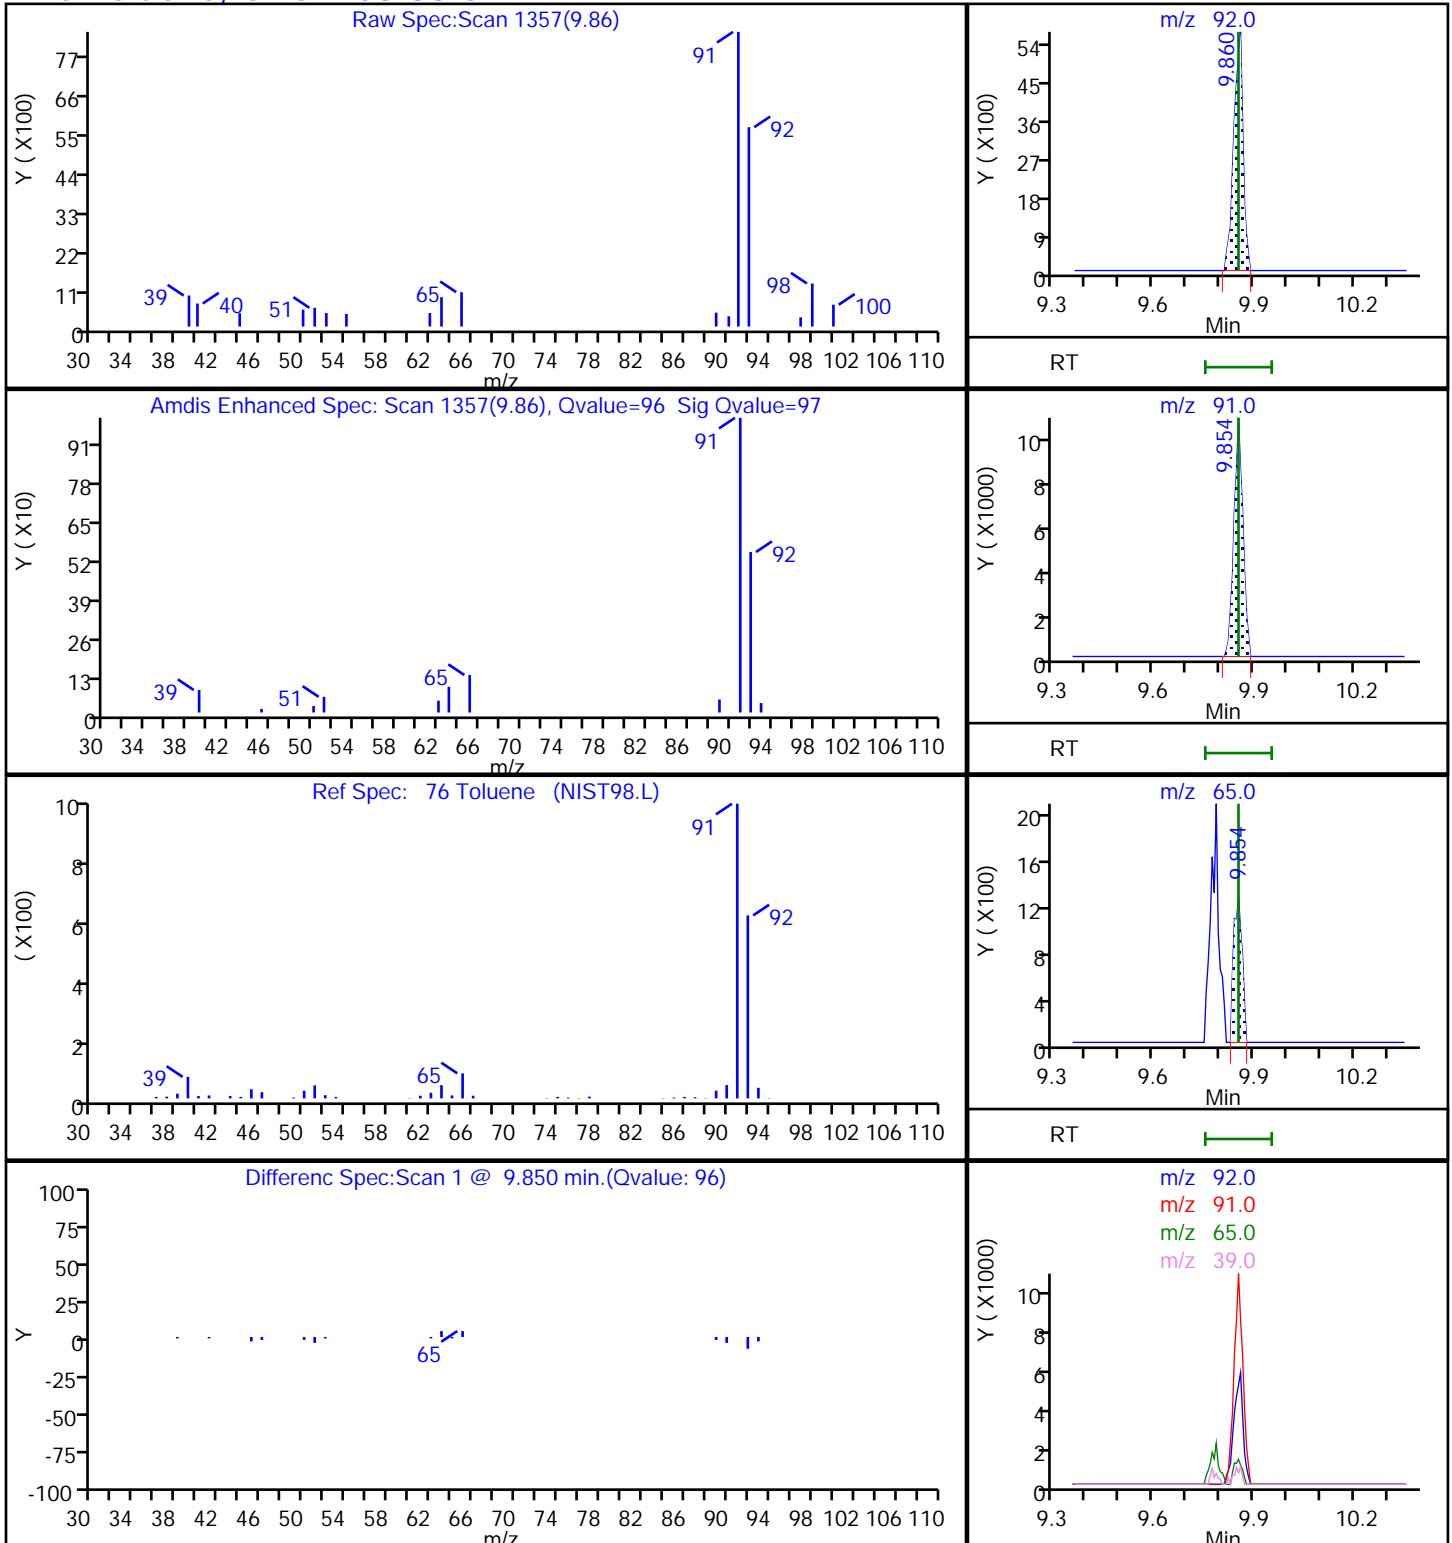 Raw Spec:Scan 1357(9.86)
Y ( X100)
77
66
55
44
33
22
11
0
39
40
51
65
91
92
98
100
30 34 38 42 46 50 54 58 62 66 70 74 78 82 86 90 94 98 102 106 110
m/z
m/z 92.0
Y ( X100)
54
45
36
27
18
9
0
9.860
9.3 9.6 9.9 10.2
Min
RT
Amdis Enhanced Spec: Scan 1357(9.86), Qvalue=96 Sig Qvalue=97
Y ( X10)
91
78
65
52
39
26
13
0
39
51
65
91
92
30 34 38 42 46 50 54 58 62 66 70 74 78 82 86 90 94 98 102 106 110
m/z
m/z 91.0
Y ( X1000)
10
8
6
4
2
0
9.854
9.3 9.6 9.9 10.2
Min
RT
Ref Spec: 76 Toluene (NIST98.L)
( X100)
10
8
6
4
2
0
39
65
91
92
30 34 38 42 46 50 54 58 62 66 70 74 78 82 86 90 94 98 102 106 110
m/z 65.0
Y ( X100)
20
16
12
8
4
0
9.854
9.3 9.6 9.9 10.2
Min
RT
Differenc Spec:Scan 1 @ 9.850 min.(Qvalue: 96)
Y
100
75
50
25
0
-25
-50
-75
-100
65
30 34 38 42 46 50 54 58 62 66 70 74 78 82 86 90 94 98 102 106 110
m/z
m/z 92.0
m/z 91.0
m/z 65.0
m/z 39.0
Y ( X1000)
10
8
6
4
2
0
9.3 9.6 9.9 10.2
Min